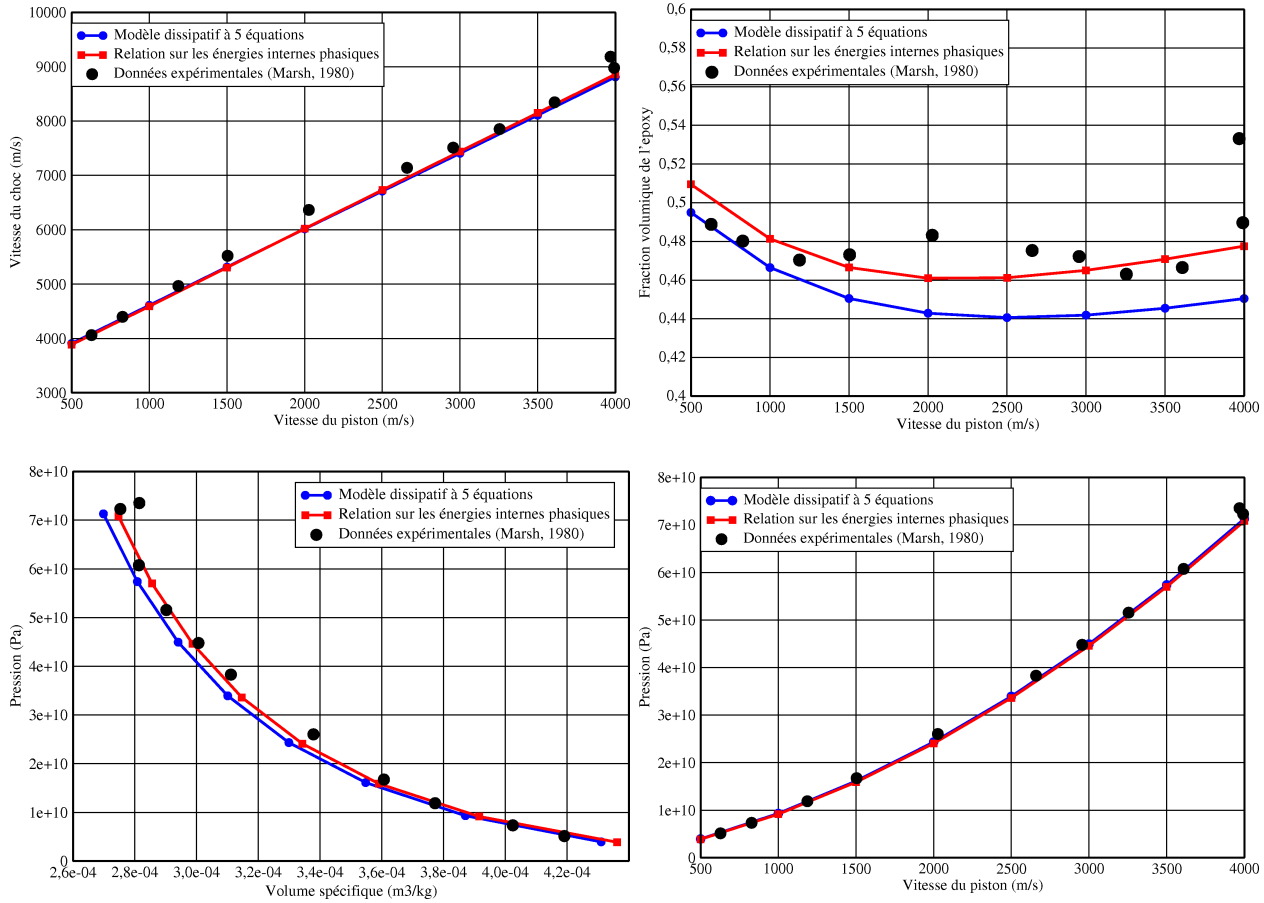 10000
9000
8000
7000
6000
5000
4000
3000
Vitesse du choc (m/s)
Modèle dissipatif à 5 équations
Relation sur les énergies internes phasiques
Données expérimentales (Marsh, 1980)
500 1000 1500 2000 2500 3000 3500 4000
Vitesse du piston (m/s)
0,6
0,58
0,56
0,54
0,52
0,5
0,48
0,46
0,44
0,42
0,4
Fraction volumique de l'epoxy
Modèle dissipatif à 5 équations
Relation sur les énergies internes phasiques
Données expérimentales (Marsh, 1980)
500 1000 1500 2000 2500 3000 3500 4000
Vitesse du piston (m/s)
8e+10
7e+10
6e+10
5e+10
4e+10
3e+10
2e+10
1e+10
0
Pression (Pa)
Modèle dissipatif à 5 équations
Relation sur les énergies internes phasiques
Données expérimentales (Marsh, 1980)
2,6e-04 2,8e-04 3,0e-04 3,2e-04 3,4e-04 3,6e-04 3,8e-04 4,0e-04 4,2e-04
Volume spécifique (m3/kg)
8e+10
7e+10
6e+10
5e+10
4e+10
3e+10
2e+10
1e+10
0
Pression (Pa)
Modèle dissipatif à 5 équations
Relation sur les énergies internes phasiques
Données expérimentales (Marsh, 1980)
500 1000 1500 2000 2500 3000 3500 4000
Vitesse du piston (m/s)